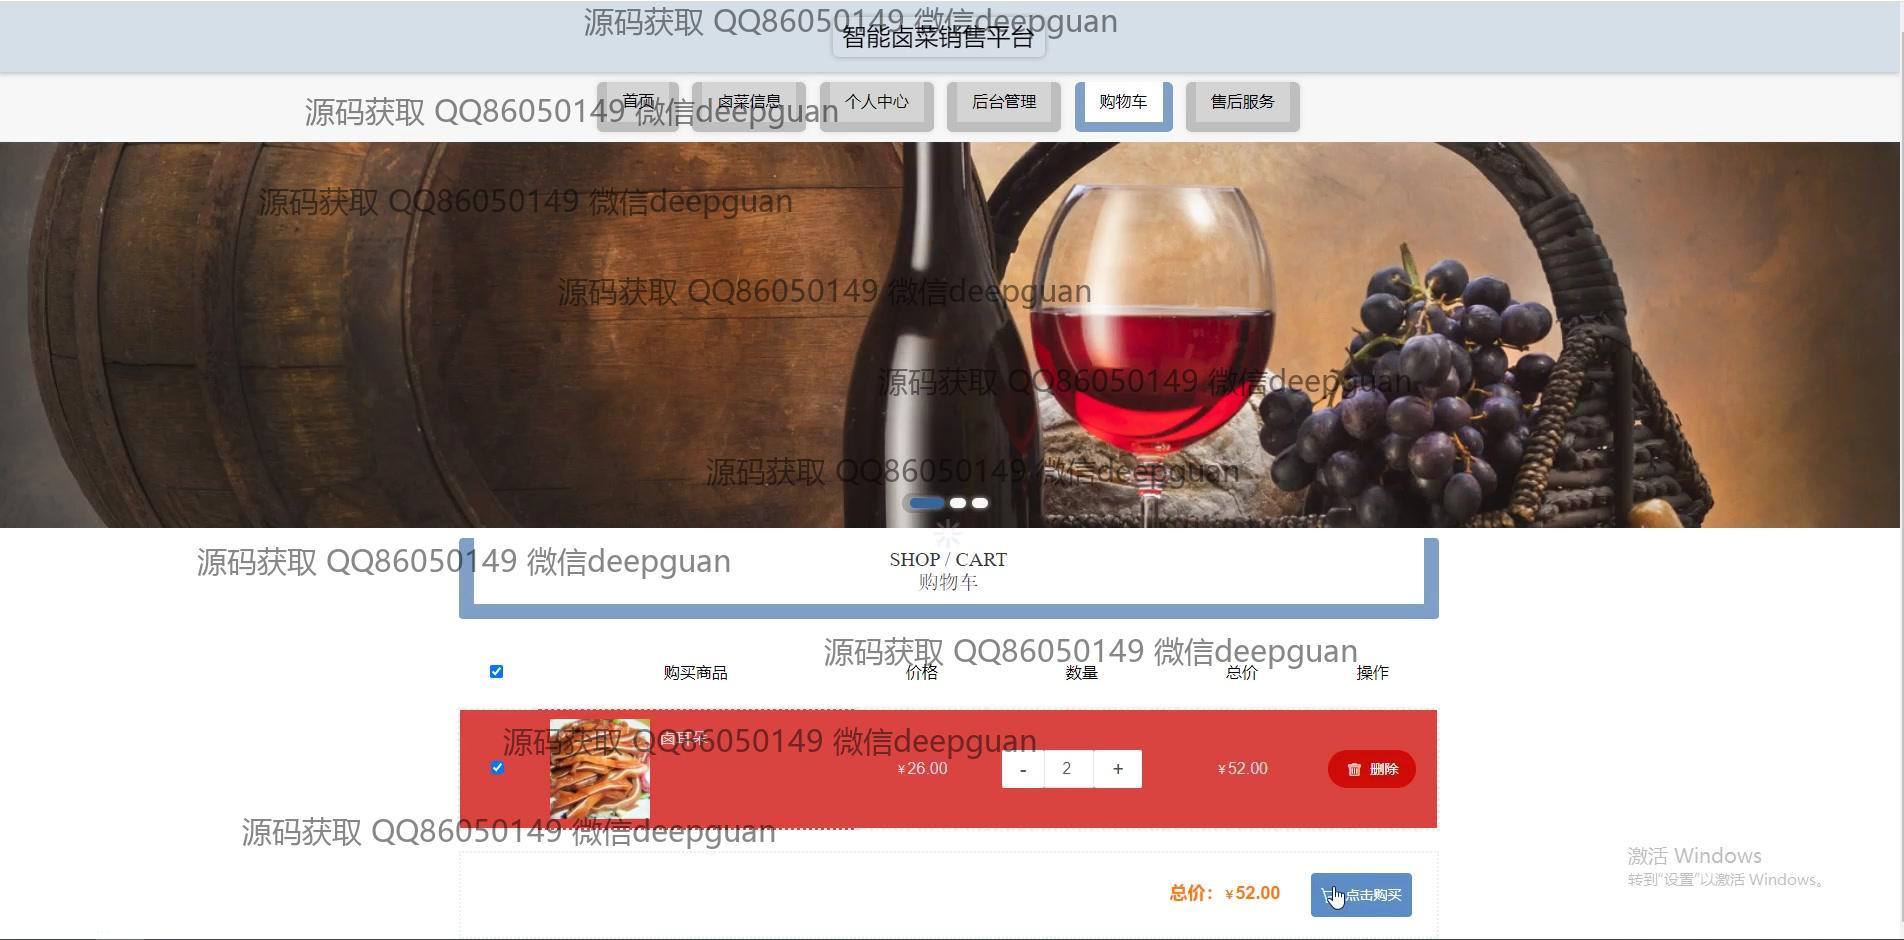 源码获取 QQ86050149 微信deepguan
智能卤菜销售平台
首页 卤菜信息 个人中心 后台管理 购物车 售后服务
源码获取 QQ86050149 微信deepguan
源码获取 QQ86050149 微信deepguan
源码获取 QQ86050149 微信deepguan
源码获取 QQ86050149 微信deepguan
源码获取 QQ86050149 微信deepguan
SHOP / CART
源码获取 QQ86050149 微信deepguan
购物车
源码获取 QQ86050149 微信deepguan
购买商品 价格 数量 总价 操作
卤耳朵
源码获取 QQ86050149 微信deepguan
¥26.00 - 2 + ¥52.00 删除
源码获取 QQ86050149 微信deepguan
激活 Windows
转到“设置”以激活 Windows。
总价：¥52.00 点击购买